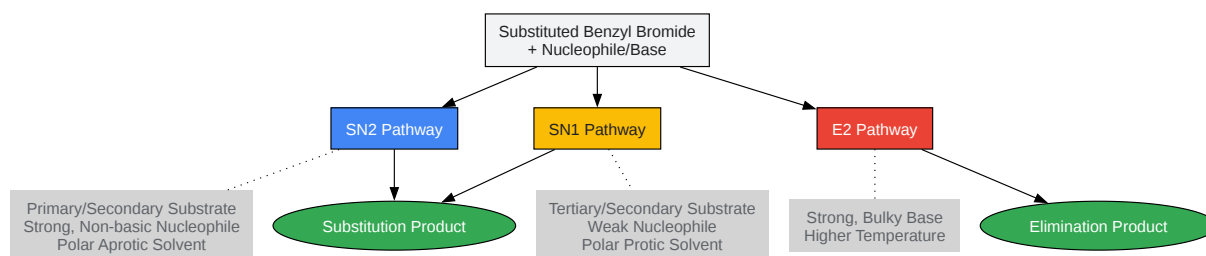 Substituted Benzyl Bromide
+ Nucleophile/Base
SN2 Pathway
SN1 Pathway
E2 Pathway
Primary/Secondary Substrate
Strong, Non-basic Nucleophile
Polar Aprotic Solvent
Substitution Product
Tertiary/Secondary Substrate
Weak Nucleophile
Polar Protic Solvent
Strong, Bulky Base
Higher Temperature
Elimination Product